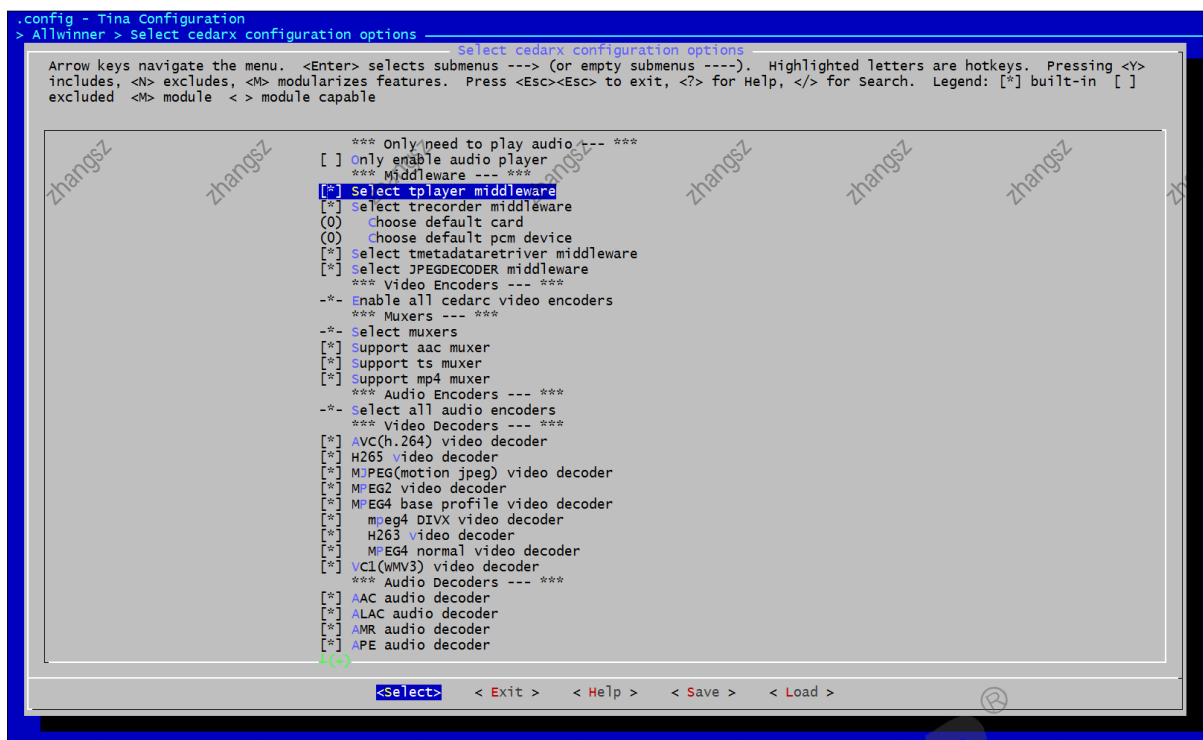 .config - Tina Configuration
> Allwinner > Select cedarx configuration options
Select cedarx configuration options
Arrow keys navigate the menu. <Enter> selects submenus ---> (or empty submenus ----). Highlighted letters are hotkeys. Pressing <Y>
includes, <N> excludes, <M> modularizes features. Press <Esc><Esc> to exit, <?> for Help, </> for Search. Legend: [*] built-in [ ]
excluded <M> module < > module capable
*** Only need to play audio --- ***
[ ] Only enable audio player
*** Middleware --- ***
[*] Select tplayer middleware
[*] Select trecorder middleware
(0) Choose default card
(0) Choose default pcm device
[*] Select tmetadataretriver middleware
[*] Select JPEGDECODER middleware
*** Video Encoders --- ***
-*- Enable all cedarc video encoders
*** Muxers --- ***
-*- Select muxers
[*] Support aac muxer
[*] Support ts muxer
[*] Support mp4 muxer
*** Audio Encoders --- ***
-*- Select all audio encoders
*** Video Decoders --- ***
[*] AVC(h.264) video decoder
[*] H265 video decoder
[*] MJPEG(motion jpeg) video decoder
[*] MPEG2 video decoder
[*] MPEG4 base profile video decoder
[*] mpeg4 DIVX video decoder
[*] H263 video decoder
[*] MPEG4 normal video decoder
[*] VC1(WMV3) video decoder
*** Audio Decoders --- ***
[*] AAC audio decoder
[*] ALAC audio decoder
[*] AMR audio decoder
[*] APE audio decoder
(+)
<Select> < Exit > < Help > < Save > < Load >
zhangsz
zhangsz
zhangsz
zhangsz
zhangsz
zhangsz
®